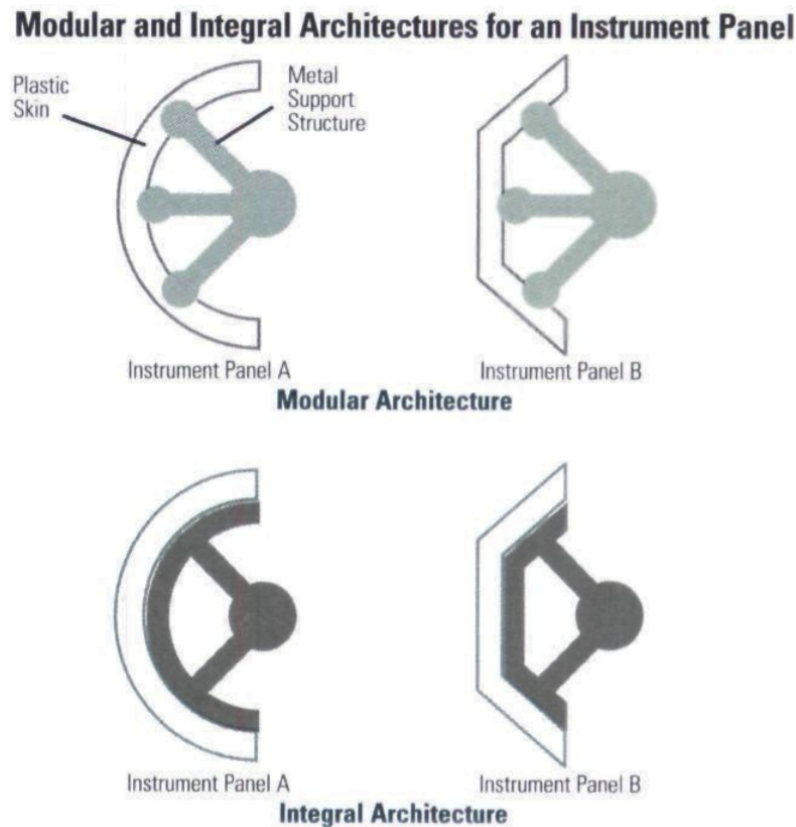 Modular and Integral Architectures for an Instrument Panel
Plastic
Skin
Metal
Support
Structure
Instrument Panel A
Instrument Panel B
Modular Architecture
Instrument Panel A
Instrument Panel B
Integral Architecture